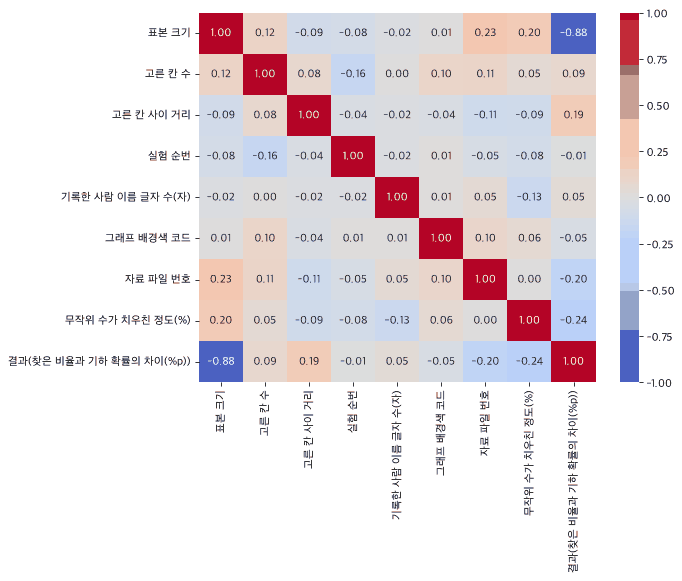 표본 크기 1.00 0.12 -0.09 -0.08 -0.02 0.01 0.23 0.20 -0.88
고른 칸 수 0.12 1.00 0.08 -0.16 0.00 0.10 0.11 0.05 0.09
고른 칸 사이 거리 -0.09 0.08 1.00 -0.04 -0.02 -0.04 -0.11 -0.09 0.19
실험 순번 -0.08 -0.16 -0.04 1.00 -0.02 0.01 -0.05 -0.08 -0.01
기록한 사람 이름 글자 수(자) -0.02 0.00 -0.02 -0.02 1.00 0.01 0.05 -0.13 0.05
그래프 배경색 코드 0.01 0.10 -0.04 0.01 0.01 1.00 0.10 0.06 -0.05
자료 파일 번호 0.23 0.11 -0.11 -0.05 0.05 0.10 1.00 0.00 -0.20
무작위 수가 치우친 정도(%) 0.20 0.05 -0.09 -0.08 -0.13 0.06 0.00 1.00 -0.24
결과(찾은 비율과 기하 확률의 차이(%p)) -0.88 0.09 0.19 -0.01 0.05 -0.05 -0.20 -0.24 1.00
표본 크기
고른 칸 수
고른 칸 사이 거리
실험 순번
기록한 사람 이름 글자 수(자)
그래프 배경색 코드
자료 파일 번호
무작위 수가 치우친 정도(%)
결과(찾은 비율과 기하 확률의 차이(%p))
1.00
0.75
0.50
0.25
0.00
-0.25
-0.50
-0.75
-1.00